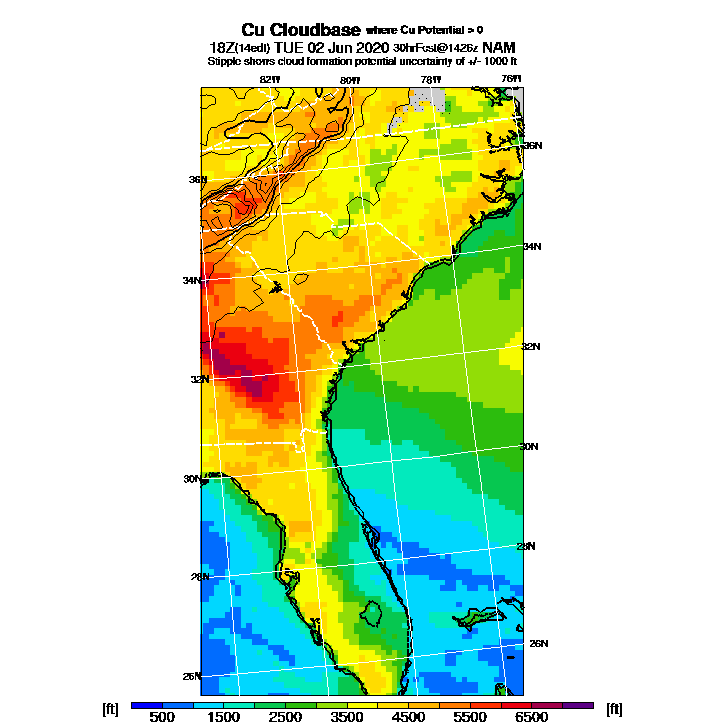 Cu Cloudbase where Cu Potential > 0
18Z(14edt) TUE 02 Jun 2020 30hrFcst@1426z NAM
Stipple shows cloud formation potential uncertainty of +/- 1000 ft
82W 80W 78W 76W
36N
36N
34N
34N
32N
32N
30N
30N
28N
28N
26N
26N
[ft] [ft]
500 1500 2500 3500 4500 5500 6500